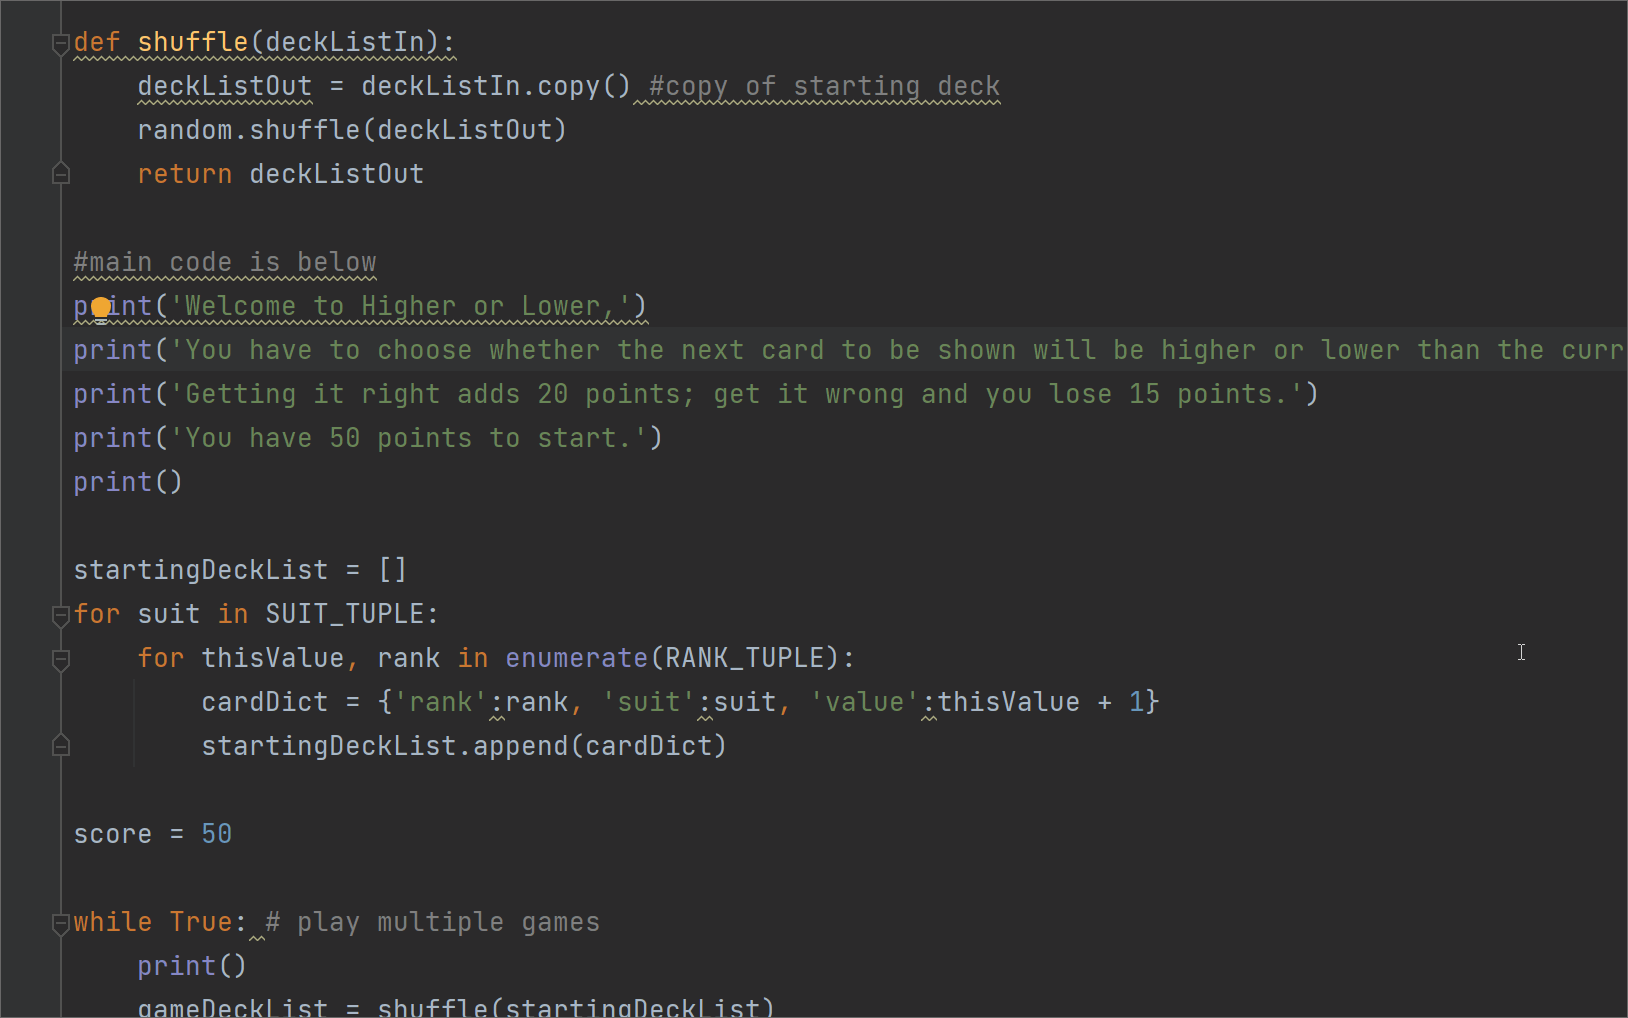 def shuffle(deckListIn):
    deckListOut = deckListIn.copy() #copy of starting deck
    random.shuffle(deckListOut)
    return deckListOut
#main code is below
print('Welcome to Higher or Lower,')
print('You have to choose whether the next card to be shown will be higher or lower than the curr
print('Getting it right adds 20 points; get it wrong and you lose 15 points.')
print('You have 50 points to start.')
print()
startingDeckList = []
for suit in SUIT_TUPLE:
    for thisValue, rank in enumerate(RANK_TUPLE):
        cardDict = {'rank':rank, 'suit':suit, 'value':thisValue + 1}
        startingDeckList.append(cardDict)
score = 50
while True: # play multiple games
    print()
    gameDeckList = shuffle(startingDeckList)